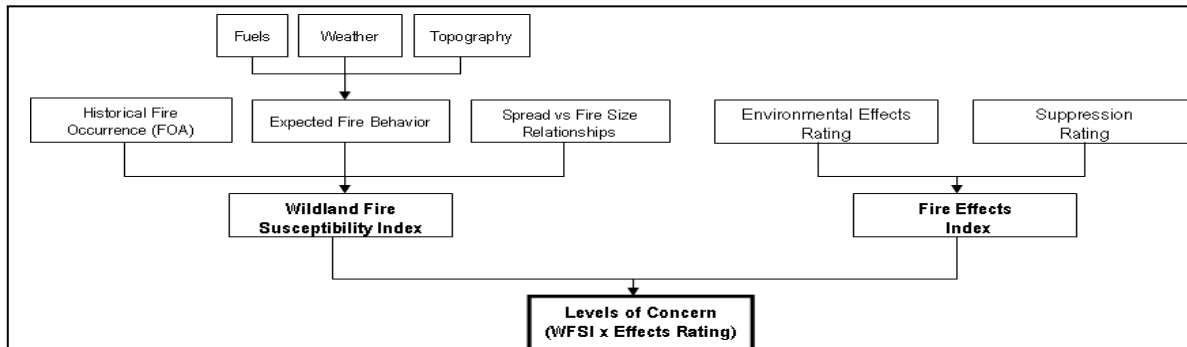 Fuels
Weather
Topography
Historical Fire
Occurrence (FOA)
Expected Fire Behavior
Spread vs Fire Size
Relationships
Environmental Effects
Rating
Suppression
Rating
Wildland Fire
Susceptibility Index
Fire Effects
Index
Levels of Concern
(WFSI x Effects Rating)